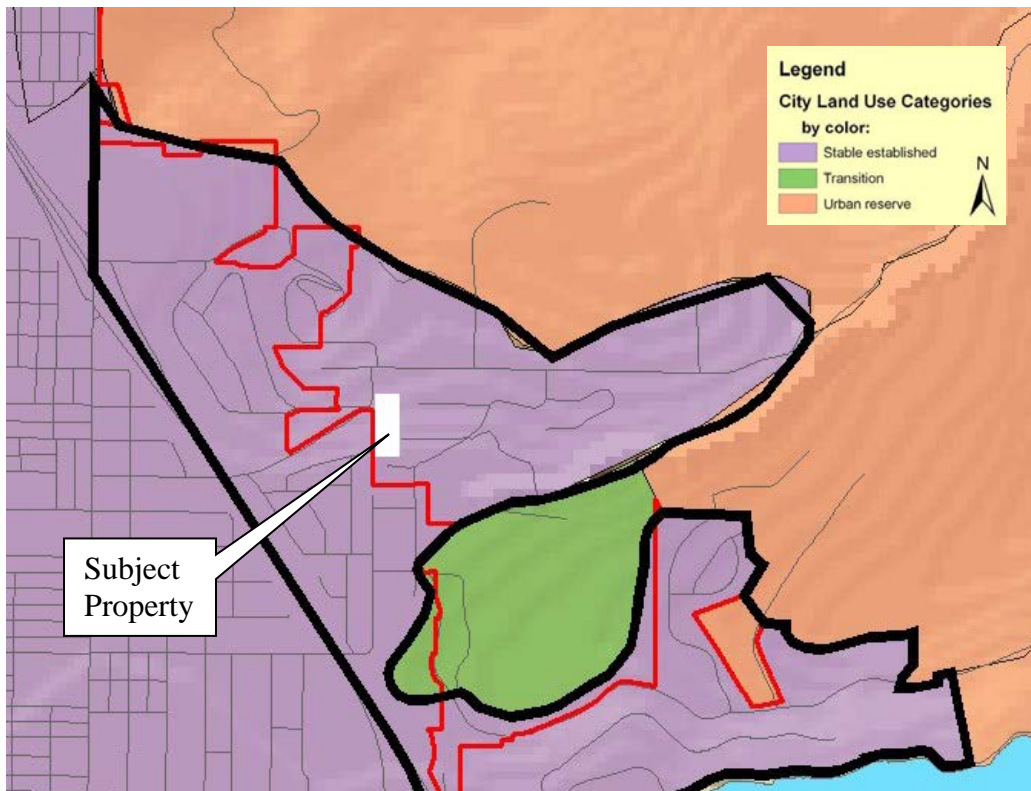 Legend
City Land Use Categories
by color:
Stable established
Transition
Urban reserve
N
Subject
Property